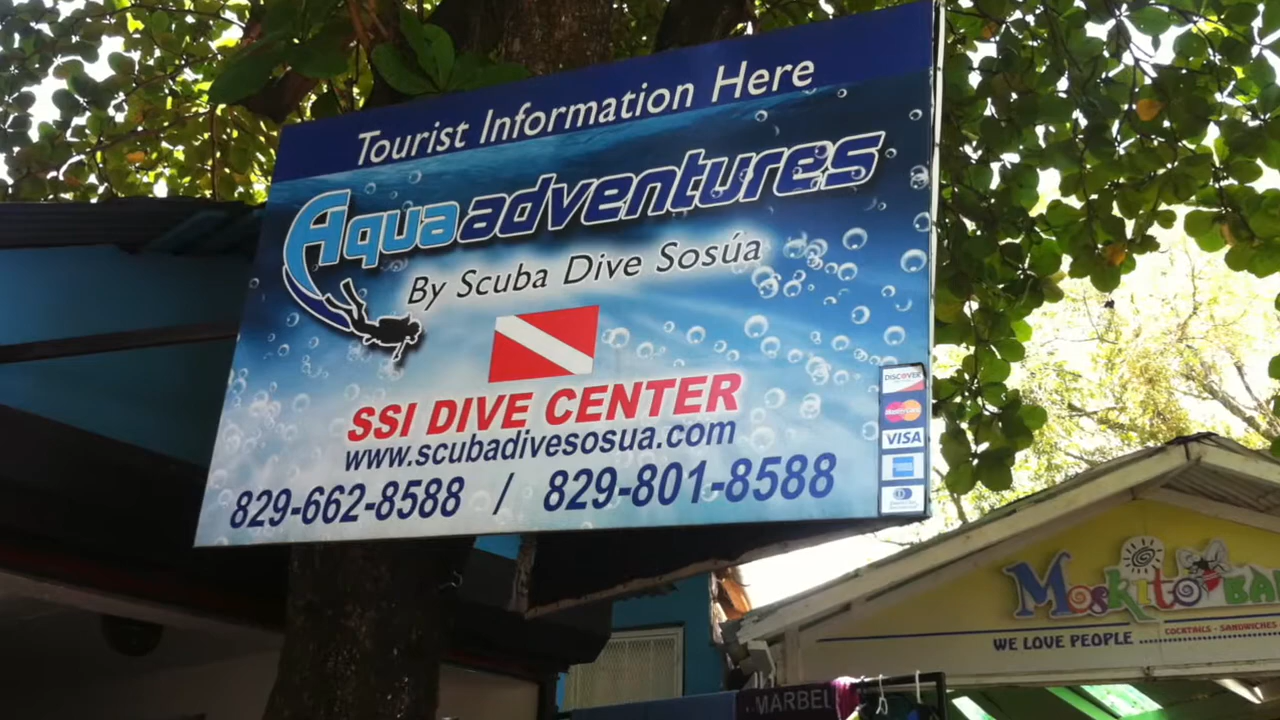 Tourist Information Here
Aquaadventures
By Scuba Dive Sosúa
SSI DIVE CENTER
www.scubadivesosua.com
829-662-8588 / 829-801-8588
DISCOVER
MasterCard
VISA
Moskito BA
WE LOVE PEOPLE
COCKTAILS - SANDWICHES
MARBEL